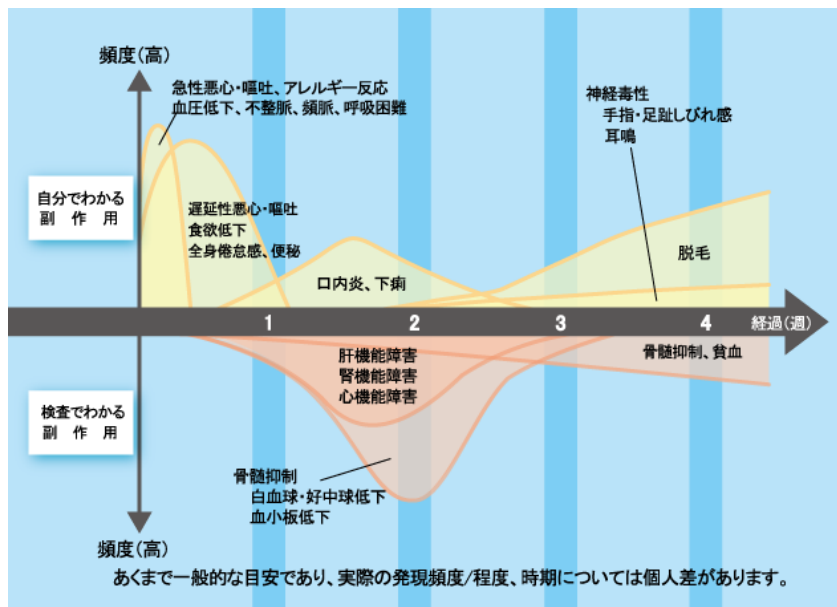 頻度(高)
急性悪心・嘔吐、アレルギー反応
血圧低下、不整脈、頻脈、呼吸困難
神経毒性
手指・足趾しびれ感
耳鳴
自分でわかる
副 作 用
遅延性悪心・嘔吐
食欲低下
全身倦怠感、便秘
口内炎、下痢
脱毛
1 2 3 4 経過(週)
肝機能障害
腎機能障害
心機能障害
骨髄抑制、貧血
検査でわかる
副 作 用
骨髄抑制
白血球・好中球低下
血小板低下
頻度(高)
あくまで一般的な目安であり、実際の発現頻度/程度、時期については個人差があります。